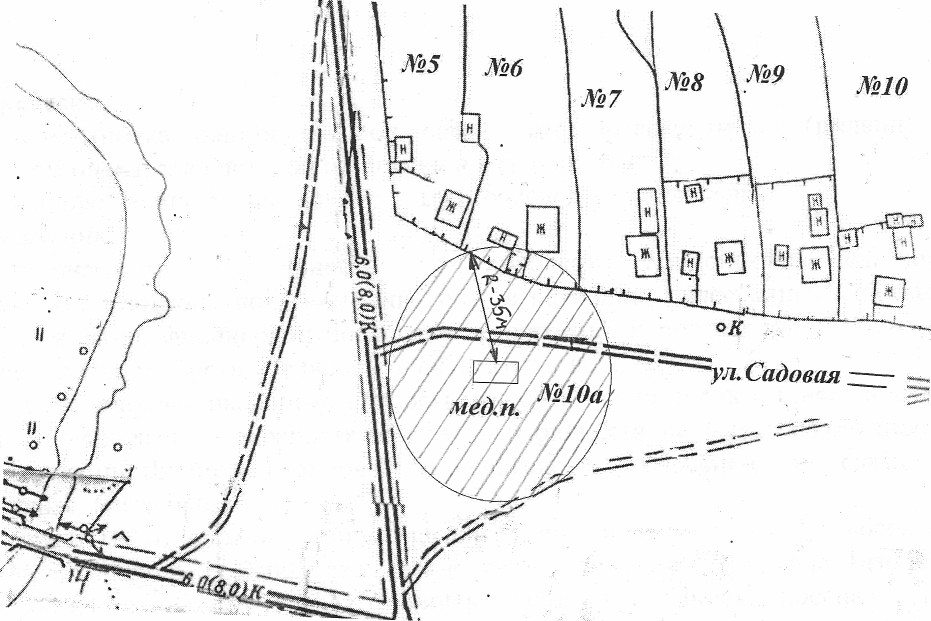 №5
№6
№7
№8
№9
№10
Н
Н
Ж
Н
Ж
Н
Ж
Н
Н
Ж
Н
Н
Н
Ж
Н
Н
Н
Н
Ж
6.0(8,0)К
R-35м
К
ул.Садовая
№10а
мед.п.
6.0(8,0)К